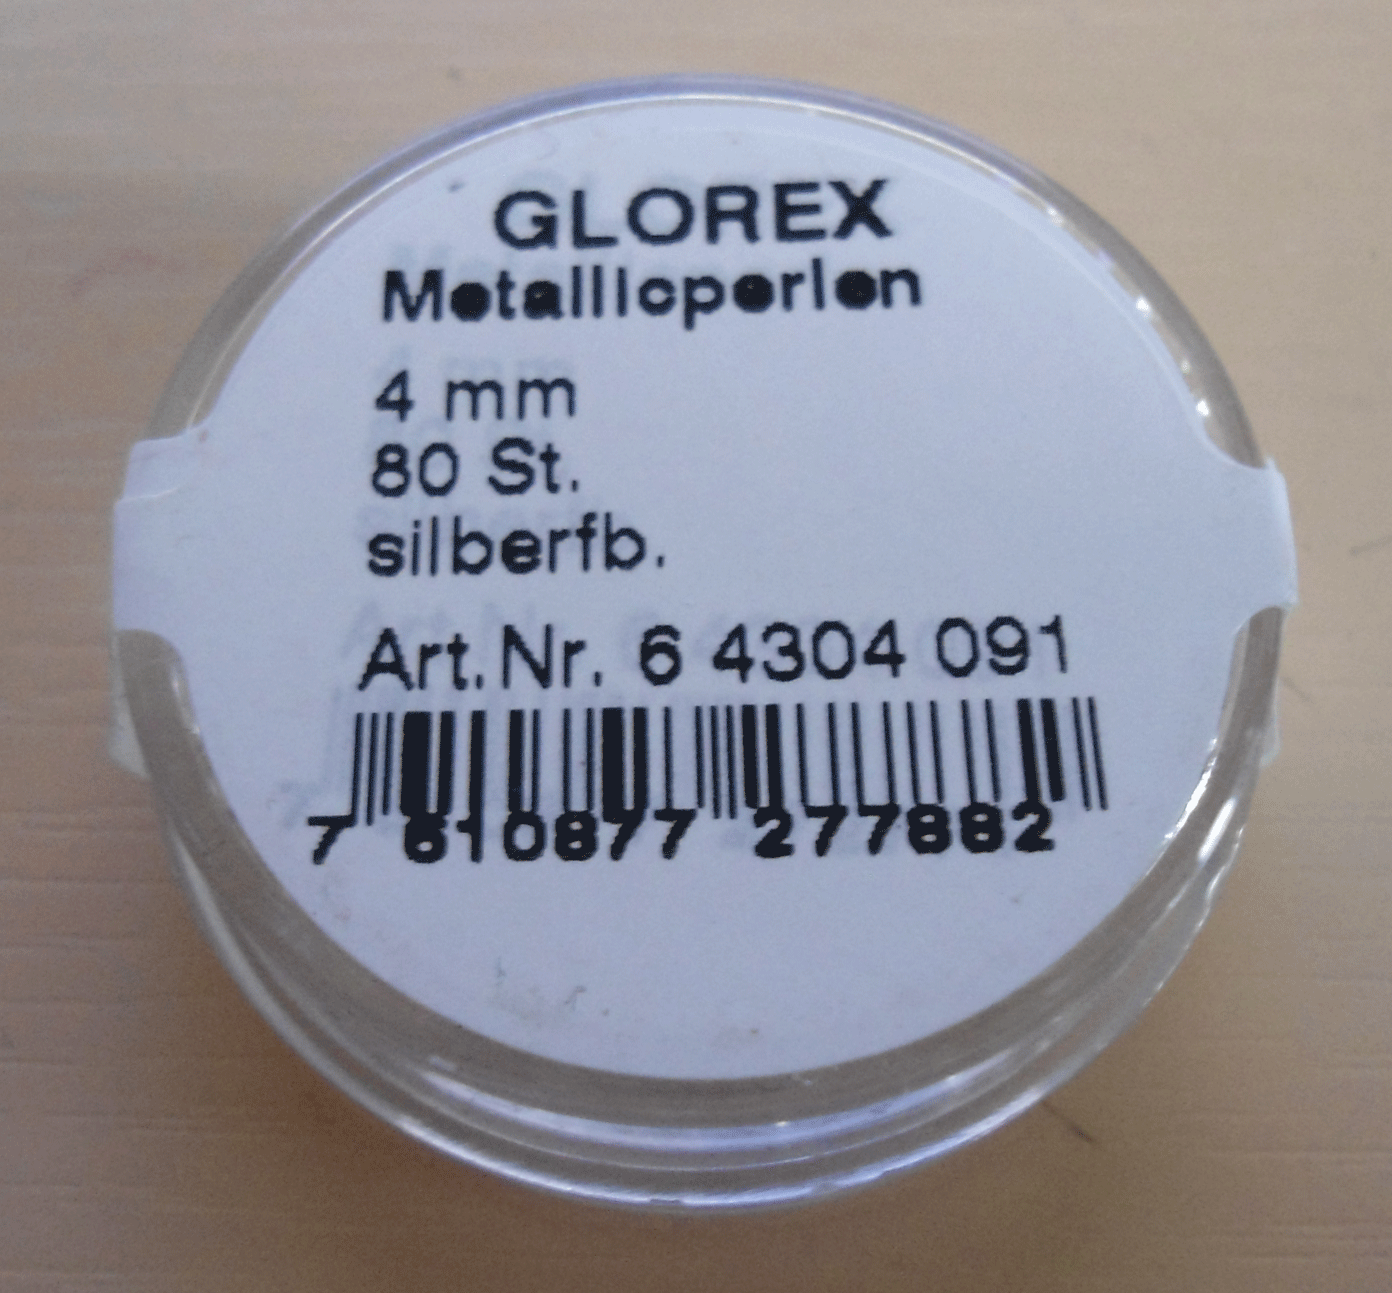 GLOREX
Metallicperlen
4 mm
80 St.
silberfb.
Art.Nr. 6 4304 091
7 610877 277882